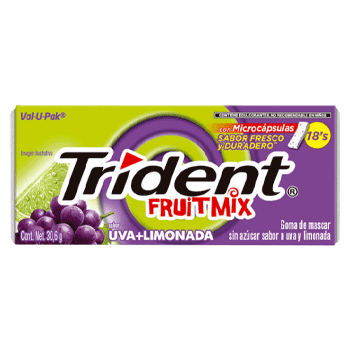 Val-U-Pak®
CONTIENE EDULCORANTES, NO RECOMENDABLE EN NIÑOS
con Microcápsulas
SABOR FRESCO
y DURADERO
18's
Imagen ilustrativa
Trident®
FRUIT MIX
sabor
UVA+LIMONADA
Cont. Net. 30,6 g
Goma de mascar
sin azúcar sabor a uva y limonada